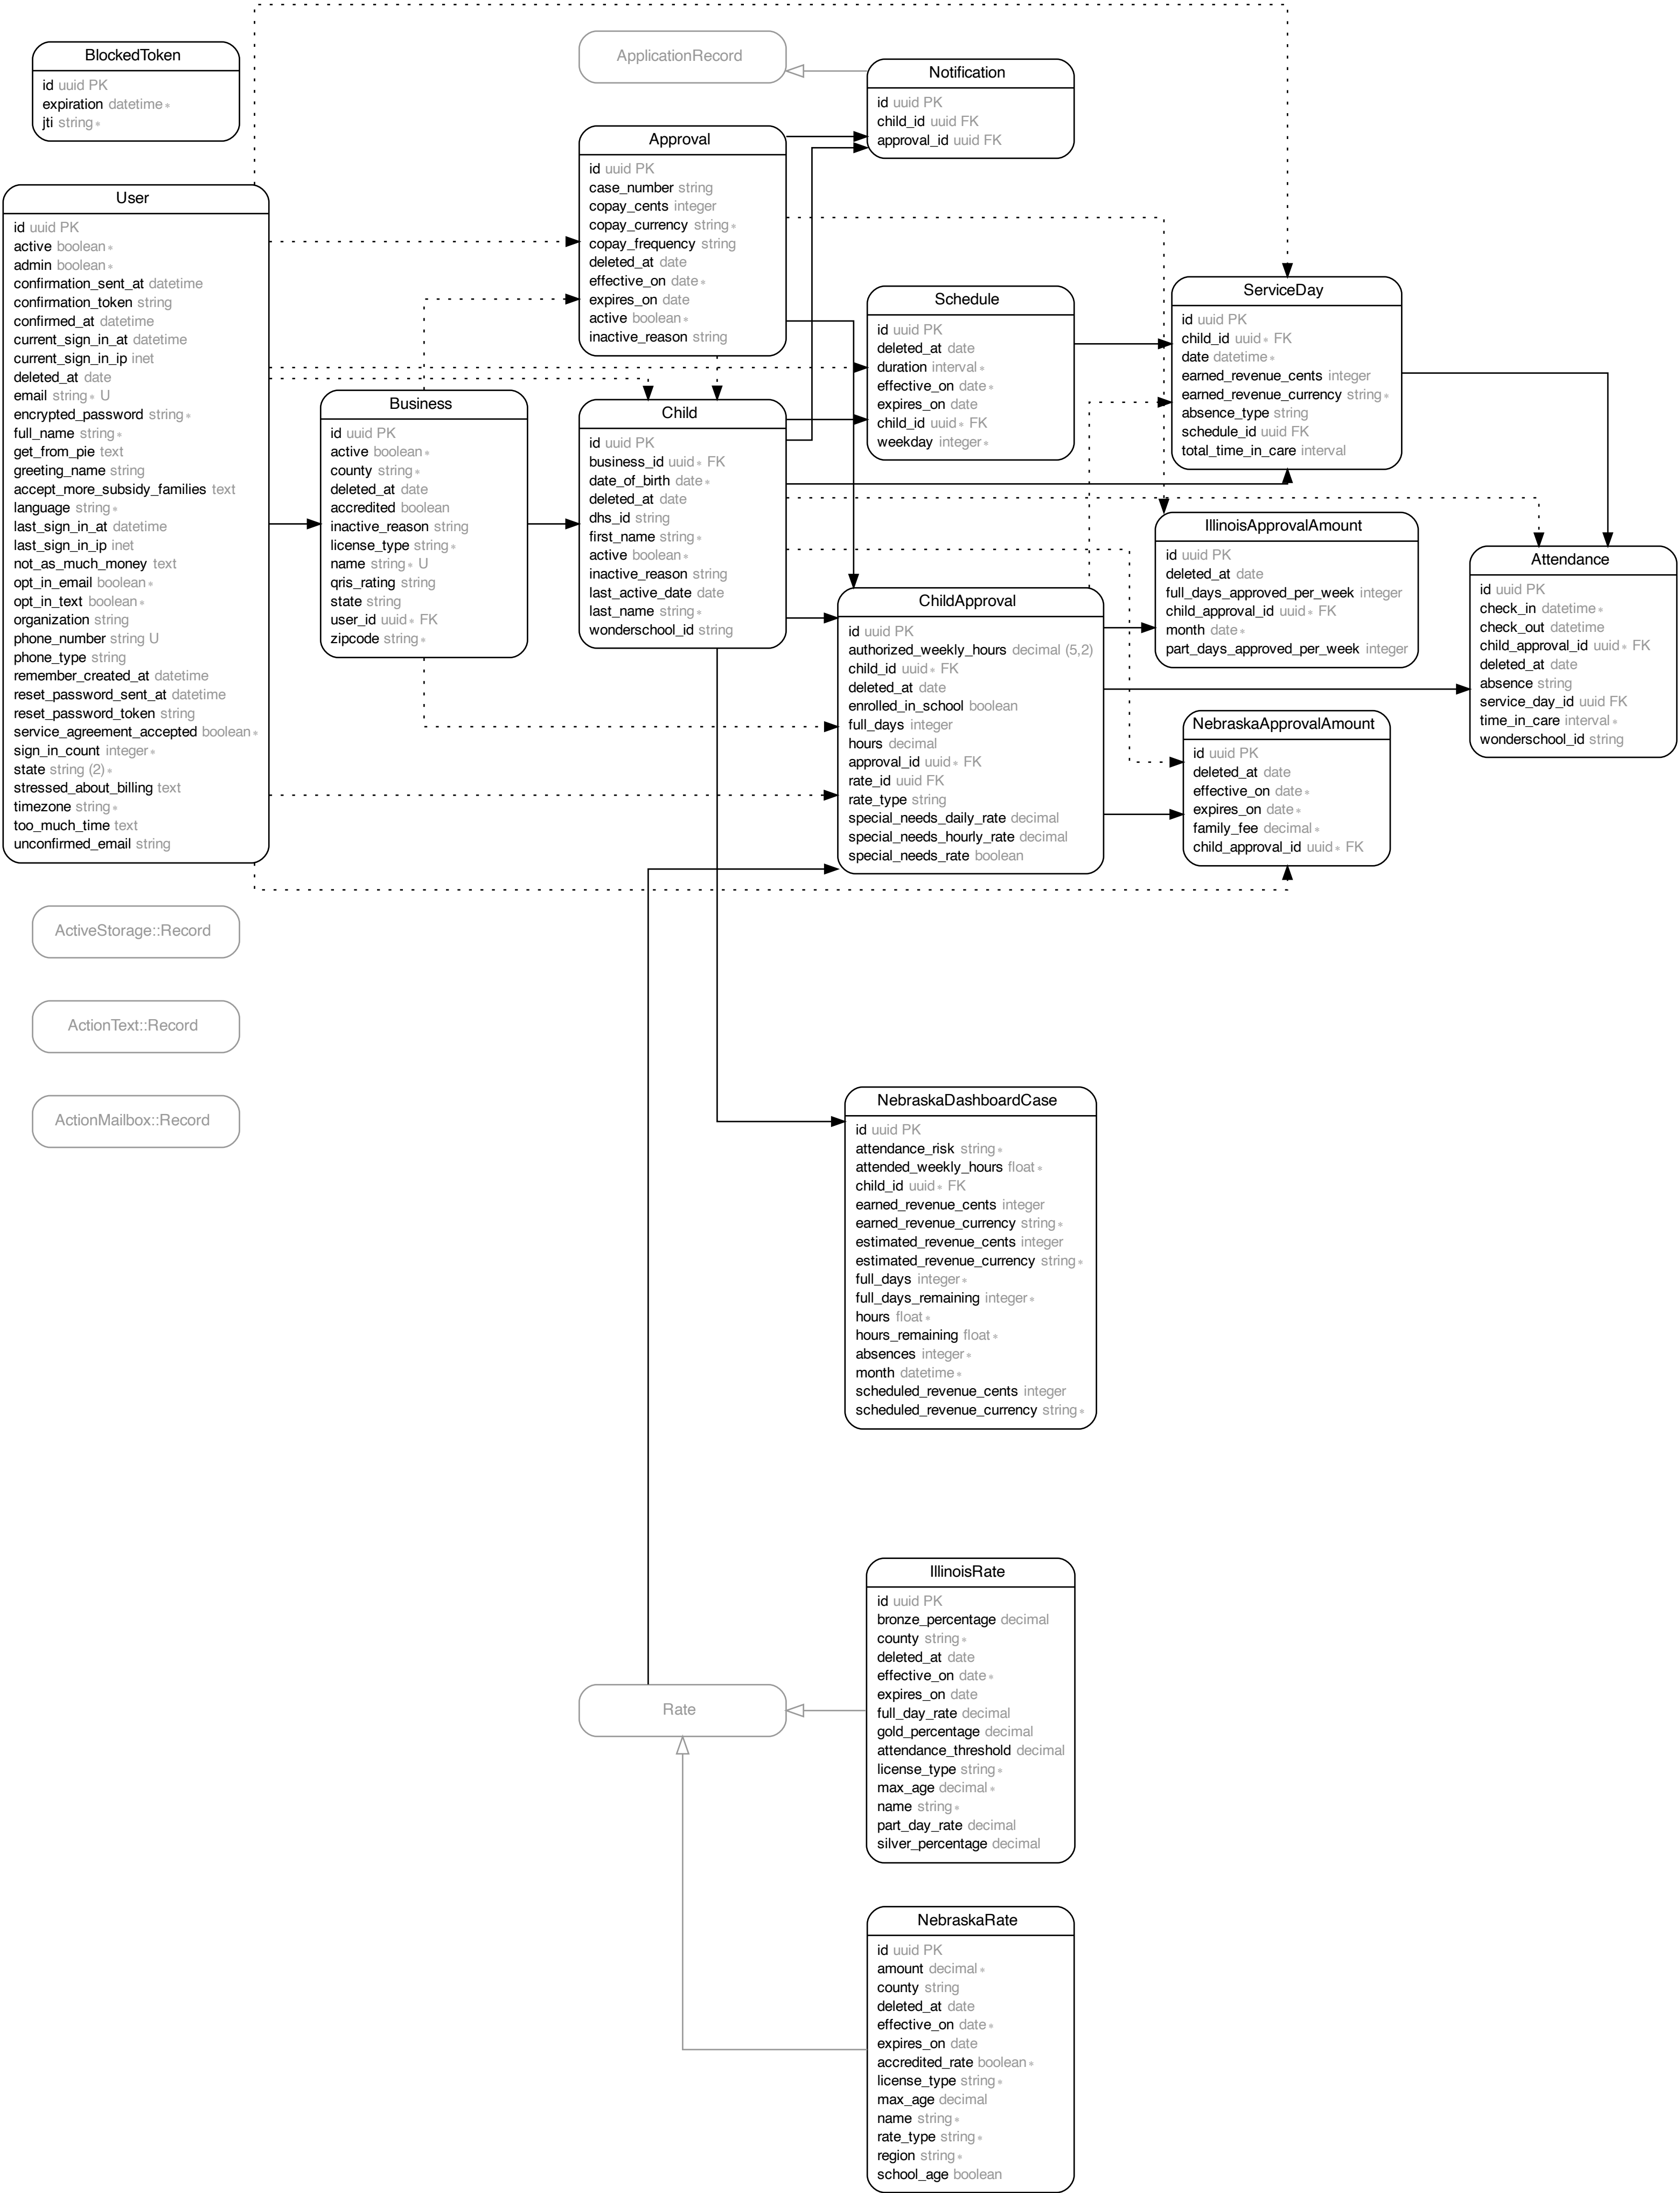 BlockedToken
id uuid PK
expiration datetime ∗
jti string ∗
User
id uuid PK
active boolean ∗
admin boolean ∗
confirmation_sent_at datetime
confirmation_token string
confirmed_at datetime
current_sign_in_at datetime
current_sign_in_ip inet
deleted_at date
email string ∗ U
encrypted_password string ∗
full_name string ∗
get_from_pie text
greeting_name string
accept_more_subsidy_families text
language string ∗
last_sign_in_at datetime
last_sign_in_ip inet
not_as_much_money text
opt_in_email boolean ∗
opt_in_text boolean ∗
organization string
phone_number string U
phone_type string
remember_created_at datetime
reset_password_sent_at datetime
reset_password_token string
service_agreement_accepted boolean ∗
sign_in_count integer ∗
state string (2) ∗
stressed_about_billing text
timezone string ∗
too_much_time text
unconfirmed_email string
ActiveStorage::Record
ActionText::Record
ActionMailbox::Record
Business
id uuid PK
active boolean ∗
county string ∗
deleted_at date
accredited boolean
inactive_reason string
license_type string ∗
name string ∗ U
qris_rating string
state string
user_id uuid ∗ FK
zipcode string ∗
ApplicationRecord
Approval
id uuid PK
case_number string
copay_cents integer
copay_currency string ∗
copay_frequency string
deleted_at date
effective_on date ∗
expires_on date
active boolean ∗
inactive_reason string
Child
id uuid PK
business_id uuid ∗ FK
date_of_birth date ∗
deleted_at date
dhs_id string
first_name string ∗
active boolean ∗
inactive_reason string
last_active_date date
last_name string ∗
wonderschool_id string
Rate
Notification
id uuid PK
child_id uuid FK
approval_id uuid FK
Schedule
id uuid PK
deleted_at date
duration interval ∗
effective_on date ∗
expires_on date
child_id uuid ∗ FK
weekday integer ∗
ChildApproval
id uuid PK
authorized_weekly_hours decimal (5,2)
child_id uuid ∗ FK
deleted_at date
enrolled_in_school boolean
full_days integer
hours decimal
approval_id uuid ∗ FK
rate_id uuid FK
rate_type string
special_needs_daily_rate decimal
special_needs_hourly_rate decimal
special_needs_rate boolean
NebraskaDashboardCase
id uuid PK
attendance_risk string ∗
attended_weekly_hours float ∗
child_id uuid ∗ FK
earned_revenue_cents integer
earned_revenue_currency string ∗
estimated_revenue_cents integer
estimated_revenue_currency string ∗
full_days integer ∗
full_days_remaining integer ∗
hours float ∗
hours_remaining float ∗
absences integer ∗
month datetime ∗
scheduled_revenue_cents integer
scheduled_revenue_currency string ∗
IllinoisRate
id uuid PK
bronze_percentage decimal
county string ∗
deleted_at date
effective_on date ∗
expires_on date
full_day_rate decimal
gold_percentage decimal
attendance_threshold decimal
license_type string ∗
max_age decimal ∗
name string ∗
part_day_rate decimal
silver_percentage decimal
NebraskaRate
id uuid PK
amount decimal ∗
county string
deleted_at date
effective_on date ∗
expires_on date
accredited_rate boolean ∗
license_type string ∗
max_age decimal
name string ∗
rate_type string ∗
region string ∗
school_age boolean
ServiceDay
id uuid PK
child_id uuid ∗ FK
date datetime ∗
earned_revenue_cents integer
earned_revenue_currency string ∗
absence_type string
schedule_id uuid FK
total_time_in_care interval
IllinoisApprovalAmount
id uuid PK
deleted_at date
full_days_approved_per_week integer
child_approval_id uuid ∗ FK
month date ∗
part_days_approved_per_week integer
NebraskaApprovalAmount
id uuid PK
deleted_at date
effective_on date ∗
expires_on date ∗
family_fee decimal ∗
child_approval_id uuid ∗ FK
Attendance
id uuid PK
check_in datetime ∗
check_out datetime
child_approval_id uuid ∗ FK
deleted_at date
absence string
service_day_id uuid FK
time_in_care interval ∗
wonderschool_id string